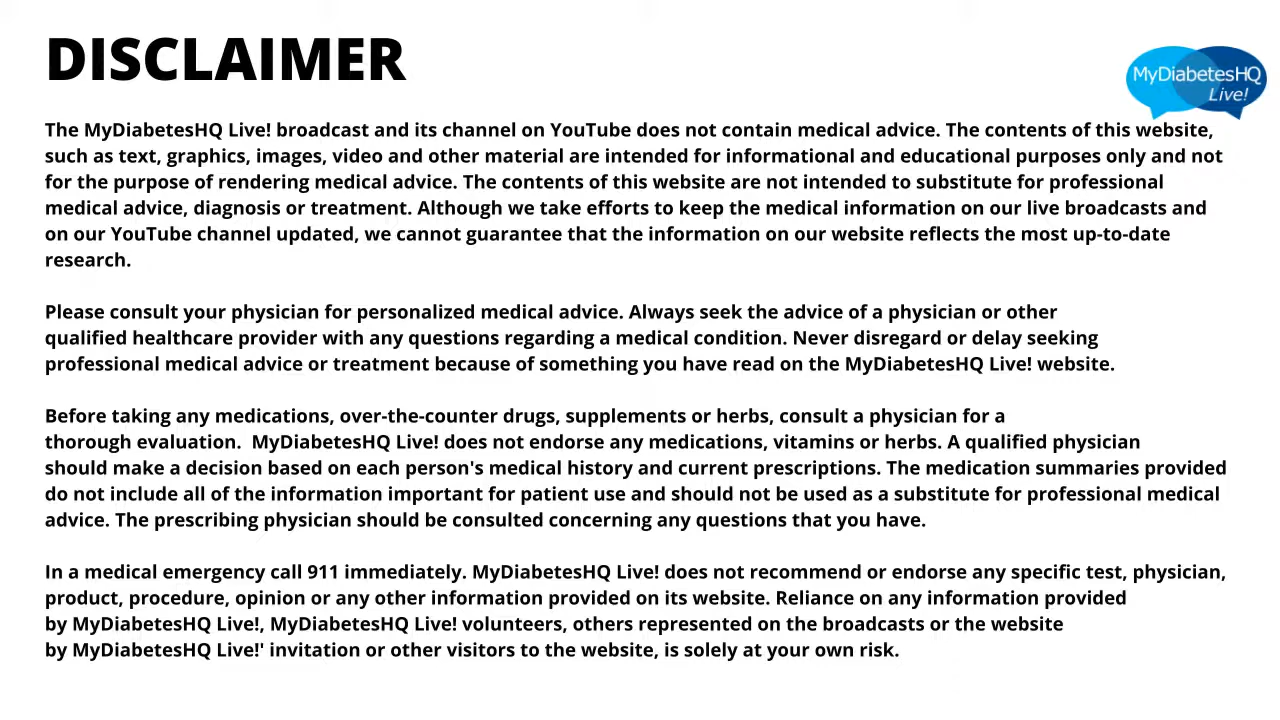 DISCLAIMER
MyDiabetesHQ
Live!
The MyDiabetesHQ Live! broadcast and its channel on YouTube does not contain medical advice. The contents of this website,
such as text, graphics, images, video and other material are intended for informational and educational purposes only and not
for the purpose of rendering medical advice. The contents of this website are not intended to substitute for professional
medical advice, diagnosis or treatment. Although we take efforts to keep the medical information on our live broadcasts and
on our YouTube channel updated, we cannot guarantee that the information on our website reflects the most up-to-date
research.
Please consult your physician for personalized medical advice. Always seek the advice of a physician or other
qualified healthcare provider with any questions regarding a medical condition. Never disregard or delay seeking
professional medical advice or treatment because of something you have read on the MyDiabetesHQ Live! website.
Before taking any medications, over-the-counter drugs, supplements or herbs, consult a physician for a
thorough evaluation.  MyDiabetesHQ Live! does not endorse any medications, vitamins or herbs. A qualified physician
should make a decision based on each person's medical history and current prescriptions. The medication summaries provided
do not include all of the information important for patient use and should not be used as a substitute for professional medical
advice. The prescribing physician should be consulted concerning any questions that you have.
In a medical emergency call 911 immediately. MyDiabetesHQ Live! does not recommend or endorse any specific test, physician,
product, procedure, opinion or any other information provided on its website. Reliance on any information provided
by MyDiabetesHQ Live!, MyDiabetesHQ Live! volunteers, others represented on the broadcasts or the website
by MyDiabetesHQ Live!' invitation or other visitors to the website, is solely at your own risk.